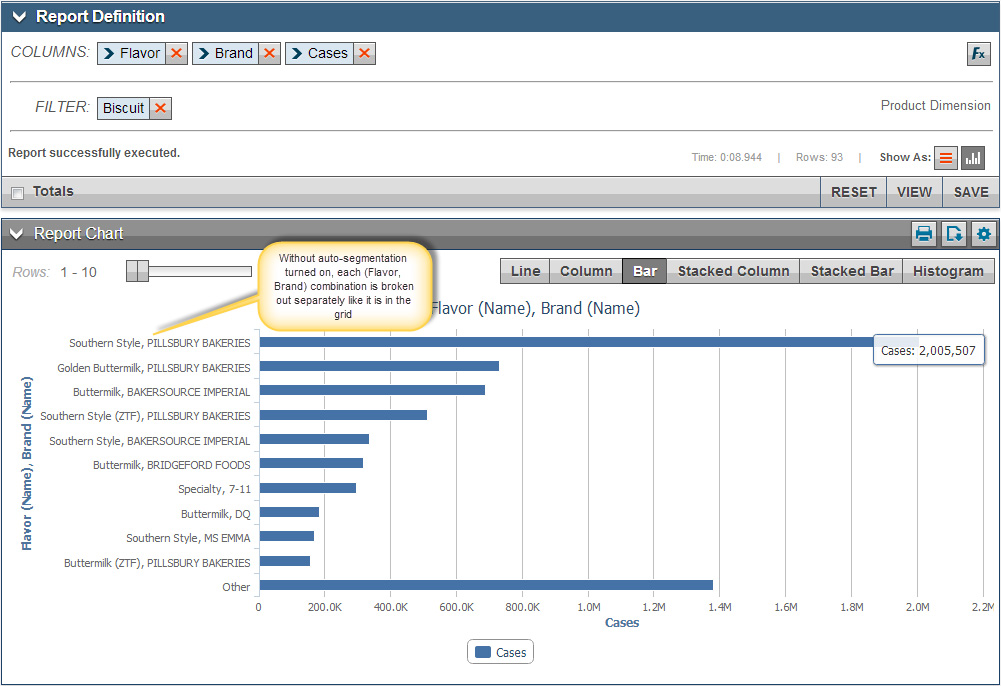 Report Definition
COLUMNS: Flavor Brand Cases Fx
FILTER: Biscuit Product Dimension
Report successfully executed. Time: 0:08.944 | Rows: 93 | Show As:
Totals RESET VIEW SAVE
Report Chart
Rows: 1 - 10
Without auto-segmentation
turned on, each (Flavor,
Brand) combination is broken
out separately like it is in the
grid
Line Column Bar Stacked Column Stacked Bar Histogram
Flavor (Name), Brand (Name)
Flavor (Name), Brand (Name)
Southern Style, PILLSBURY BAKERIES
Cases: 2,005,507
Golden Buttermilk, PILLSBURY BAKERIES
Buttermilk, BAKERSOURCE IMPERIAL
Southern Style (ZTF), PILLSBURY BAKERIES
Southern Style, BAKERSOURCE IMPERIAL
Buttermilk, BRIDGEFORD FOODS
Specialty, 7-11
Buttermilk, DQ
Southern Style, MS EMMA
Buttermilk (ZTF), PILLSBURY BAKERIES
Other
0 200.0K 400.0K 600.0K 800.0K 1.0M 1.2M 1.4M 1.6M 1.8M 2.0M 2.2M
Cases
Cases